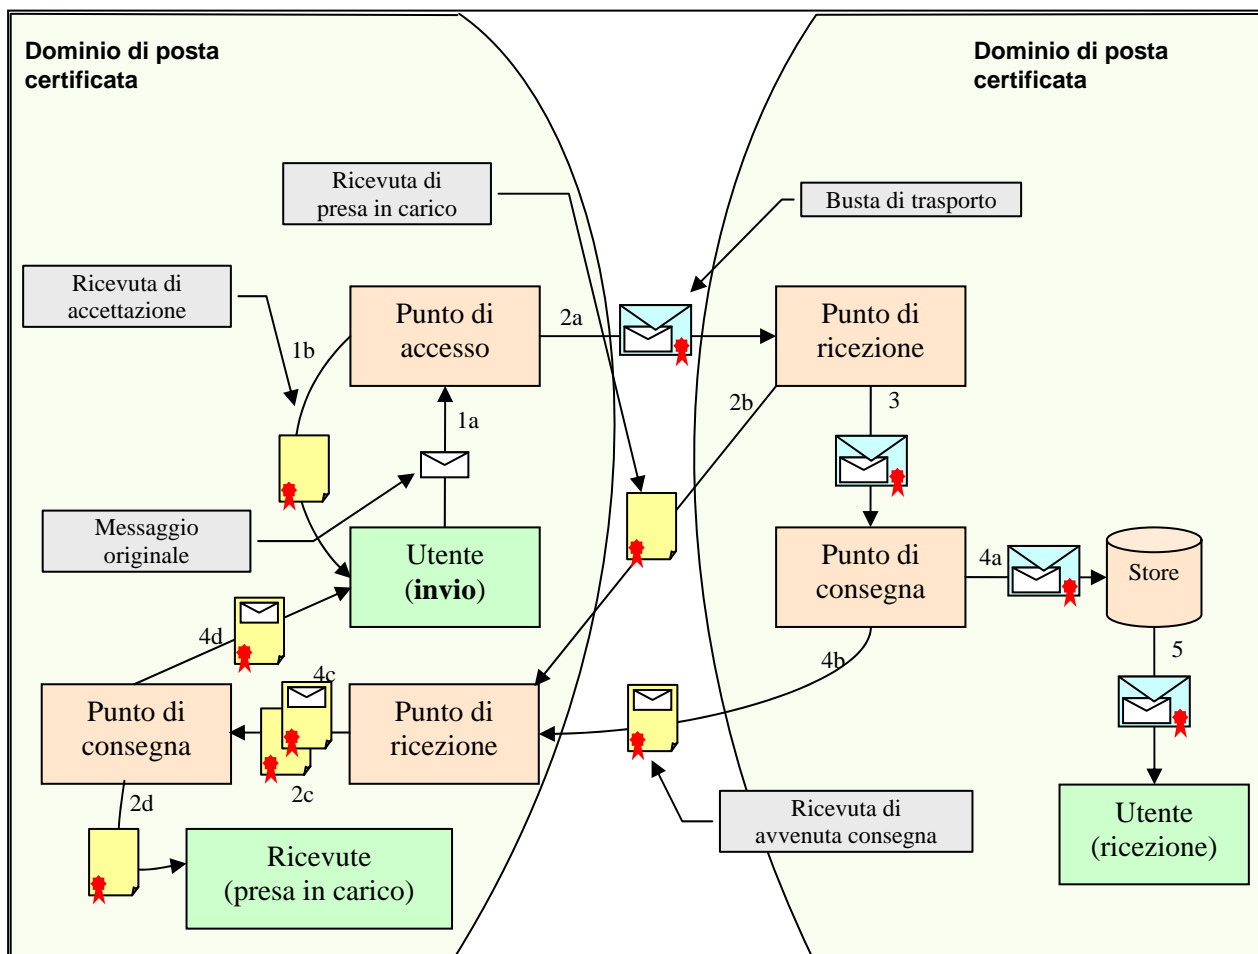 Dominio di posta
certificata
Dominio di posta
certificata
Ricevuta di
presa in carico
Busta di trasporto
Ricevuta di
accettazione
Punto di
accesso
2a
Punto di
ricezione
1b
1a
2b
3
Messaggio
originale
Utente
(invio)
Punto di
consegna
4a
Store
4d
4b
5
4c
Punto di
consegna
Punto di
ricezione
2c
2d
Ricevuta di
avvenuta consegna
Utente
(ricezione)
Ricevute
(presa in carico)